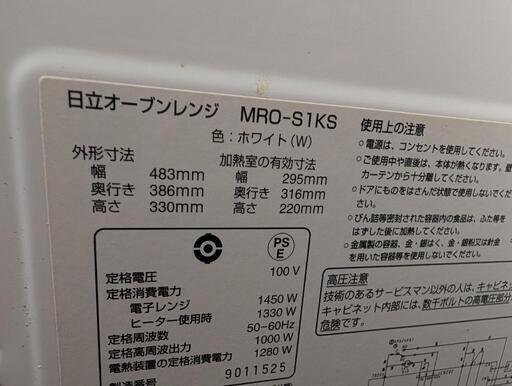 日立オーブンレンジ MRO-S1KS
色：ホワイト(W)
外形寸法
幅 483mm
奥行き 386mm
高さ 330mm
加熱室の有効寸法
幅 295mm
奥行き 316mm
高さ 220mm
PS
E
定格電圧 100V
定格消費電力
電子レンジ 1450W
ヒーター使用時 1330W
定格周波数 50-60Hz
定格高周波出力 1000W
電熱装置の定格消費電力 1280W
製造番号 9011525
使用上の注意
○電源は、コンセントを使用してください。
○ご使用中や直後は、本体が熱くなります。
カーテンから十分離してください。
○ドアにものをはさんだ状態で使用しないでくだ
○びん詰等密封された容器内の食品は、ふた等を
はずした後に加熱してください。
○金属製の容器、金・銀はく、金・銀粉又は針金
を用いた容器等を使用しないでください。
高圧注意
技術のあるサービスマン以外の人は、キャビネッ
キャビネット内部には、数千ボルトの高電圧部分
危険です。